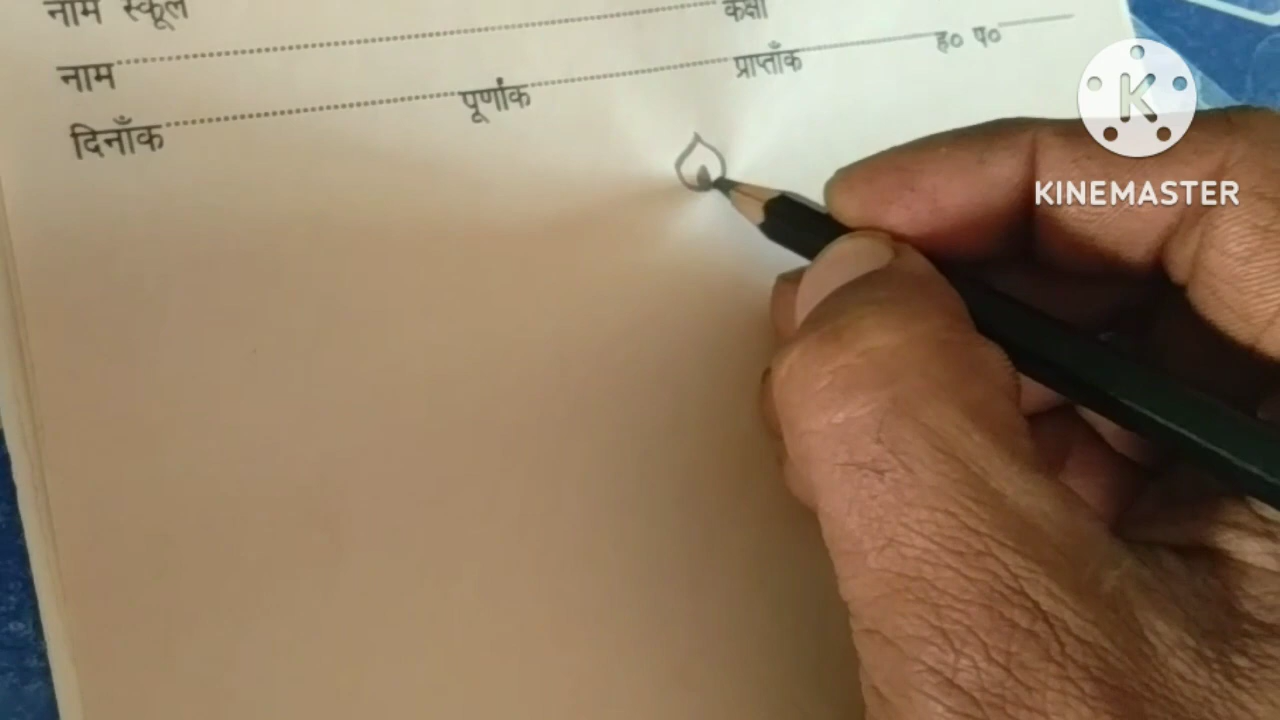 नाम स्कूल कक्षा
नाम ह० प०
दिनाँक पूर्णांक प्राप्ताँक
K
KINEMASTER